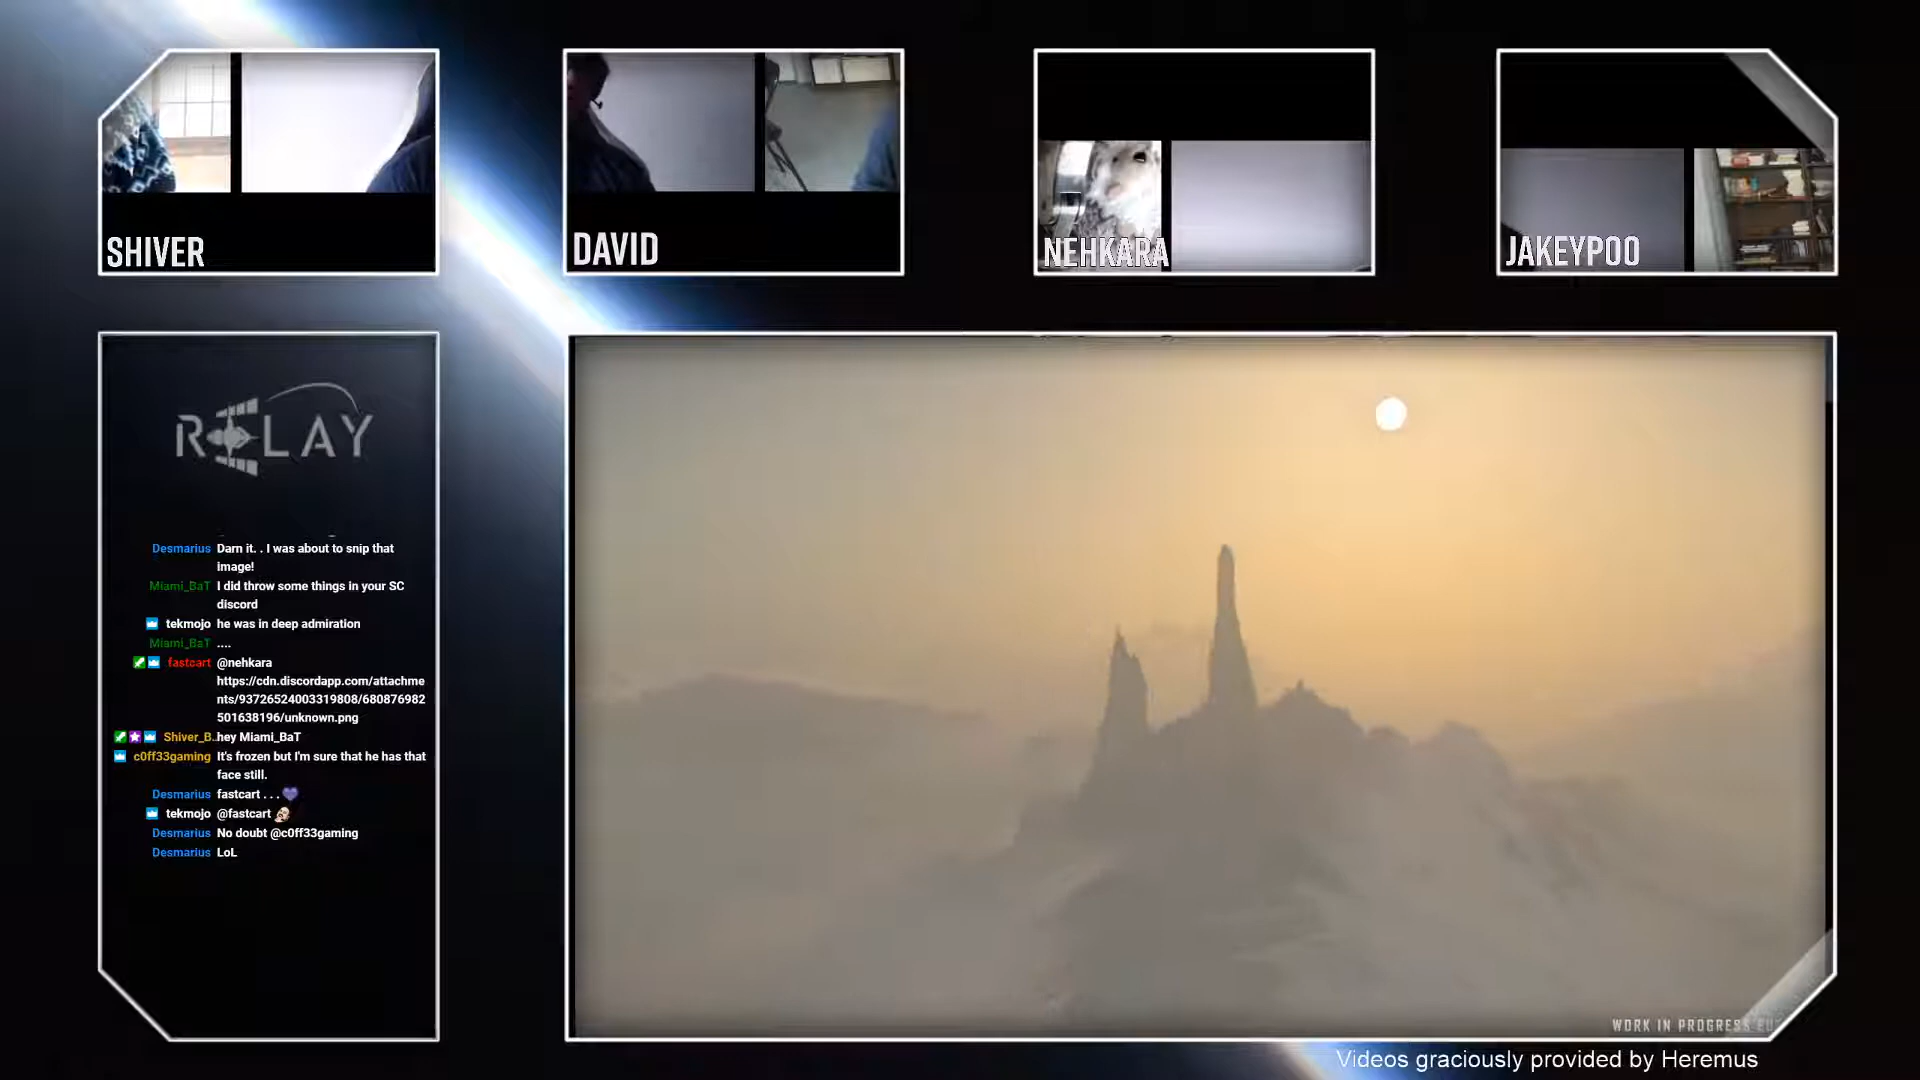 SHIVER
DAVID
NEHKARA
JAKEYPOO
RELAY
Desmarius Darn it. . I was about to snip that
image!
Miami_BaT I did throw some things in your SC
discord
tekmojo he was in deep admiration
Miami_BaT ....
fastcart @nehkara
https://cdn.discordapp.com/attachme
nts/93726524003319808/680876982
501638196/unknown.png
Shiver_B.. hey Miami_BaT
c0ff33gaming It's frozen but I'm sure that he has that
face still.
Desmarius fastcart . . .
tekmojo @fastcart
Desmarius No doubt @c0ff33gaming
Desmarius LoL
WORK IN PROGRESS
Videos graciously provided by Heremus